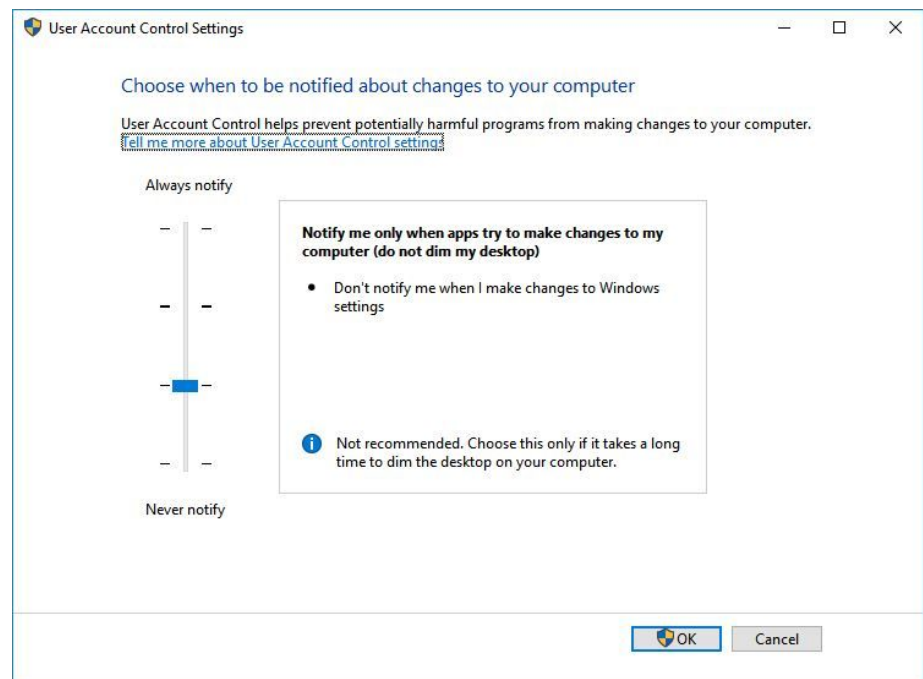 User Account Control Settings
Choose when to be notified about changes to your computer
User Account Control helps prevent potentially harmful programs from making changes to your computer.
Tell me more about User Account Control settings
Always notify
Notify me only when apps try to make changes to my
computer (do not dim my desktop)
• Don't notify me when I make changes to Windows
settings
Not recommended. Choose this only if it takes a long
time to dim the desktop on your computer.
Never notify
OK
Cancel